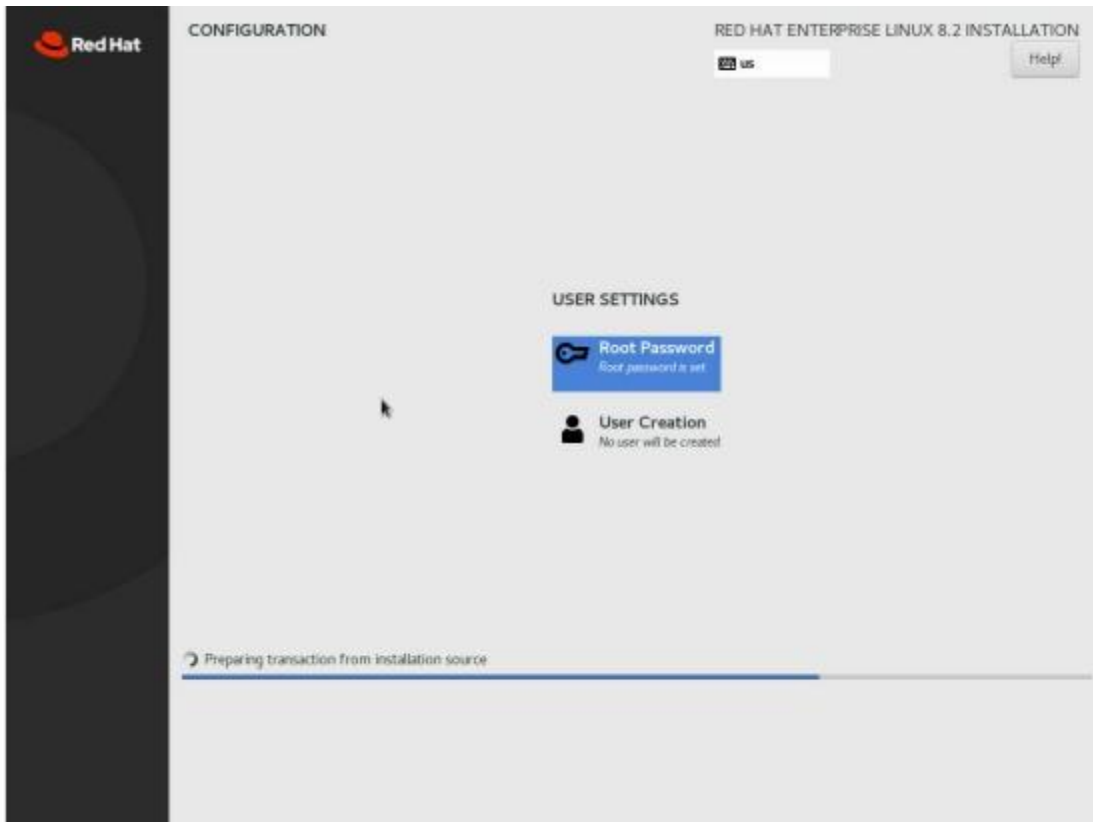 Red Hat
CONFIGURATION
RED HAT ENTERPRISE LINUX 8.2 INSTALLATION
us
Help!
USER SETTINGS
Root Password
Root password is set
User Creation
No user will be created
Preparing transaction from installation source